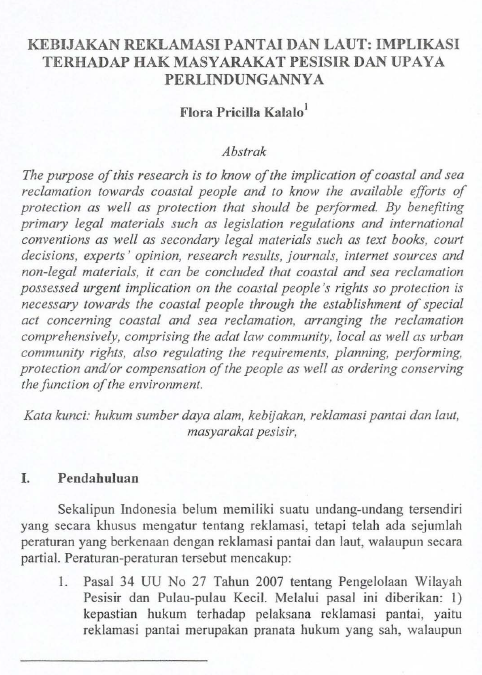 KEBIJAKAN REKLAMASI PANTAI DAN LAUT: IMPLIKASI
TERHADAP HAK MASYARAKAT PESISIR DAN UPAYA
PERLINDUNGANNYA
Flora Pricilla Kalalo1
Abstrak
The purpose of this research is to know of the implication of coastal and sea
reclamation towards coastal people and to know the available efforts of
protection as well as protection that should be performed. By benefiting
primary legal materials such as legislation regulations and international
conventions as well as secondary legal materials such as text books, court
decisions, experts' opinion, research results, journals, internet sources and
non-legal materials, it can be concluded that coastal and sea reclamation
possessed urgent implication on the coastal people's rights so protection is
necessary towards the coastal people through the establishment of special
act concerning coastal and sea reclamation, arranging the reclamation
comprehensively, comprising the adat law community, local as well as urban
community rights, also regulating the requirements, planning, performing,
protection and/or compensation of the people as well as ordering conserving
the function of the environment.
Kata kunci: hukum sumber daya alam, kebijakan, reklamasi pantai dan laut,
masyarakat pesisir,
I. Pendahuluan
Sekalipun Indonesia belum memiliki suatu undang-undang tersendiri
yang secara khusus mengatur tentang reklamasi, tetapi telah ada sejumlah
peraturan yang berkenaan dengan reklamasi pantai dan laut, walaupun secara
partial. Peraturan-peraturan tersebut mencakup:
1. Pasal 34 UU No 27 Tahun 2007 tentang Pengelolaan Wilayah
Pesisir dan Pulau-pulau Kecil. Melalui pasal ini diberikan: 1)
kepastian hukum terhadap pelaksana reklamasi pantai, yaitu
reklamasi pantai merupakan pranata hukum yang sah, walaupun